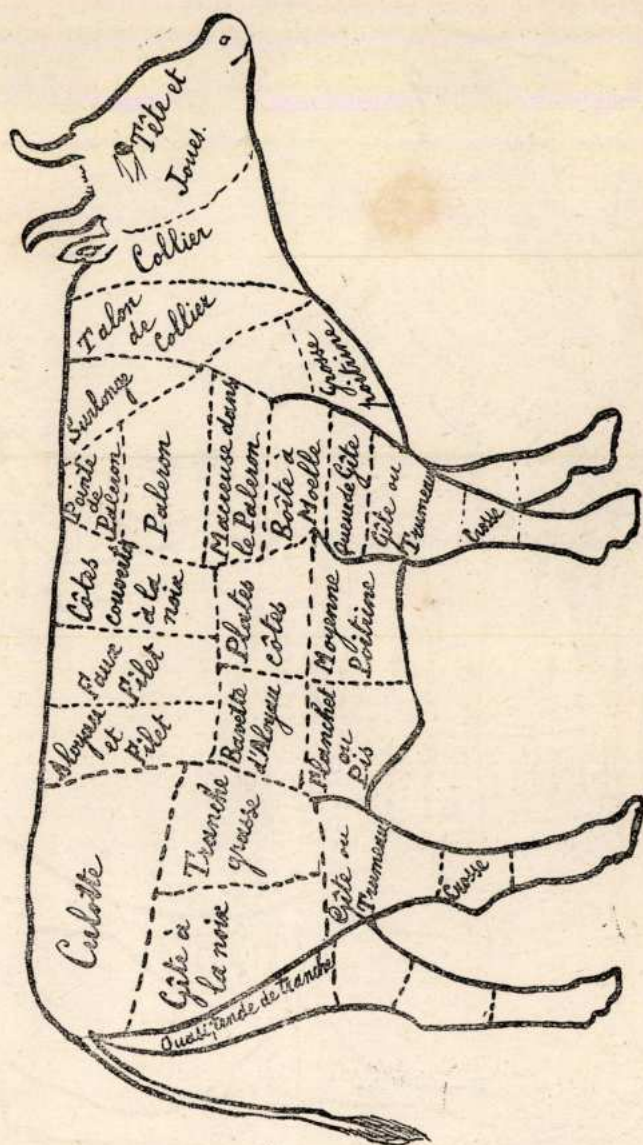 Tête et
Joues.
Collier
Talon
de
Collier
Surlonge
Grosse
poitrine
Pointe
de
Paleron
Paleron
Macreuse dans
le Paleron
Boîte à
Moelle
Queue de Gîte
Gîte ou
Trumeau
Crosse
Côtes
couvertes
à la
noix
Plates
côtes
Moyenne
Poitrine
Faux
Filet
Aloyau
et
Filet
Bavette
d'Aloyau
Flanchet
ou
Pis
Culotte
Tranche
grasse
Gîte à
la noix
Gîte ou
Trumeau
Crosse
Quasi, tende de tranche